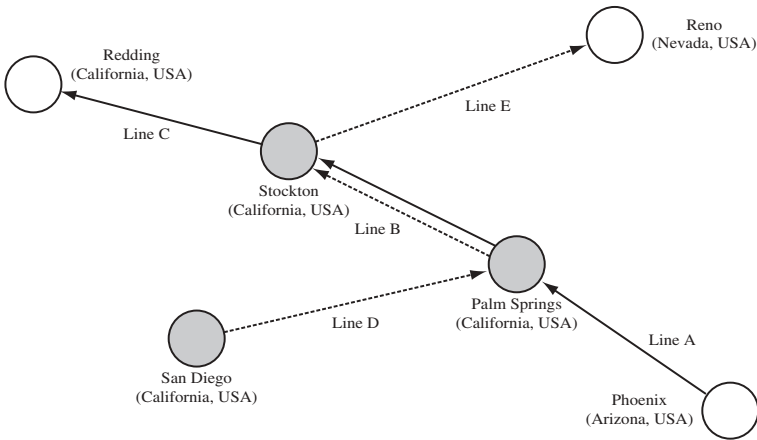 Reno
(Nevada, USA)
Redding
(California, USA)
Line E
Line C
Stockton
(California, USA)
Line B
Palm Springs
(California, USA)
Line D
Line A
San Diego
(California, USA)
Phoenix
(Arizona, USA)